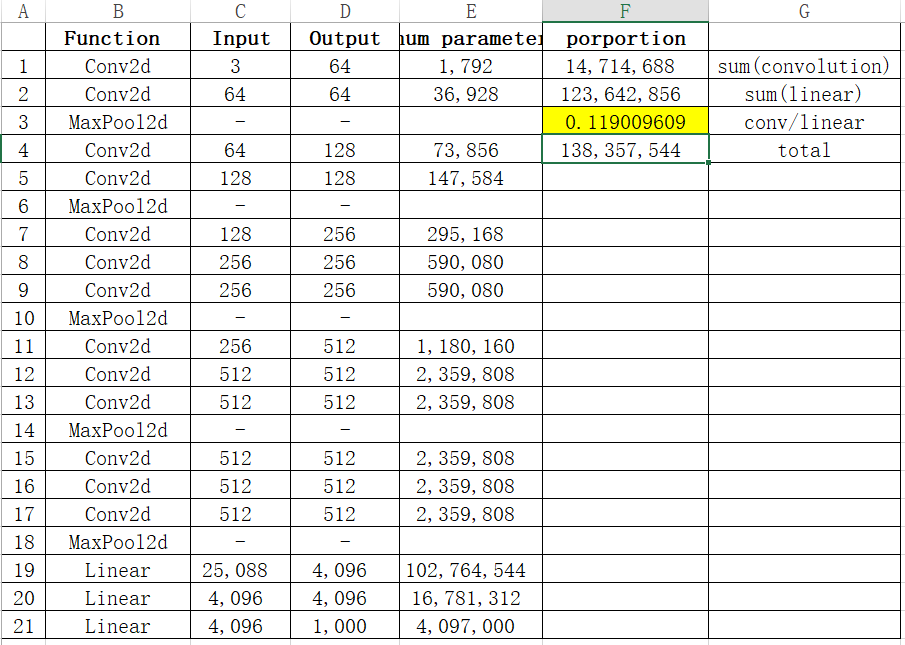 A B C D E F G
Function Input Output num parameter porportion
1 Conv2d 3 64 1,792 14,714,688 sum(convolution)
2 Conv2d 64 64 36,928 123,642,856 sum(linear)
3 MaxPool2d - - 0.119009609 conv/linear
4 Conv2d 64 128 73,856 138,357,544 total
5 Conv2d 128 128 147,584
6 MaxPool2d - -
7 Conv2d 128 256 295,168
8 Conv2d 256 256 590,080
9 Conv2d 256 256 590,080
10 MaxPool2d - -
11 Conv2d 256 512 1,180,160
12 Conv2d 512 512 2,359,808
13 Conv2d 512 512 2,359,808
14 MaxPool2d - -
15 Conv2d 512 512 2,359,808
16 Conv2d 512 512 2,359,808
17 Conv2d 512 512 2,359,808
18 MaxPool2d - -
19 Linear 25,088 4,096 102,764,544
20 Linear 4,096 4,096 16,781,312
21 Linear 4,096 1,000 4,097,000